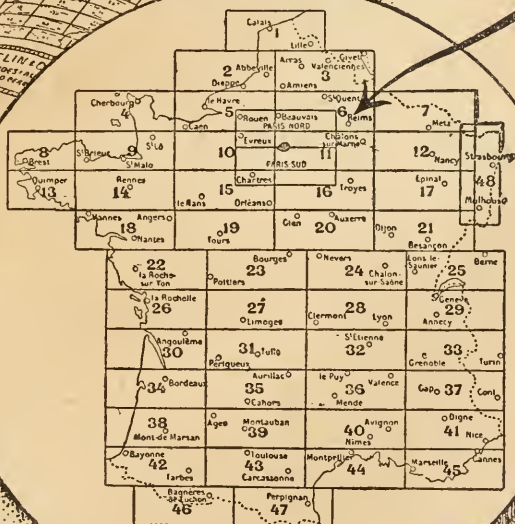 Calais
1
Lille
2 Abbeville
Dieppe
Arras Givet
3 Valenciennes
Amiens
Cherbourg
4
le Havre
5
Caen
Rouen
Beauvais
PARIS NORD
St Quent.
6
Reims
7
Metz
8
Brest
St Brieuc
9
St Malo
St Lô
10
Evreux
PARIS SUD
11
Chalons
sur Marne
12
Nancy
Strasbourg
48
Mulhouse
Quimper
13
Rennes
14
15
le Mans
Chartres
Orléans
16
Troyes
Epinal
17
Vannes
18
Angers
Nantes
19
Tours
20
Gien
Auxerre
21
Dijon
Besançon
22
la Roche
sur Yon
Bourges
23
Poitiers
Nevers
24
Chalon-
sur-Saône
Lons le-
Saunier
25
Berne
la Rochelle
26
27
Limoges
28
Clermont
Lyon
Genève
29
Annecy
Angoulême
30
31
Tulle
Périgueux
St Etienne
32
33
Grenoble
Turin
34
Bordeaux
Aurillac
35
Cahors
le Puy
36
Valence
Mende
Gap
37
Coni
38
Mont-de-Marsan
Agen
Montauban
39
Avignon
40
Nimes
Digne
41
Nice
Bayonne
42
Tarbes
Toulouse
43
Carcassonne
Montpellier
44
Marseille
45
Cannes
Bagnères
de Luchon
46
Perpignan
47